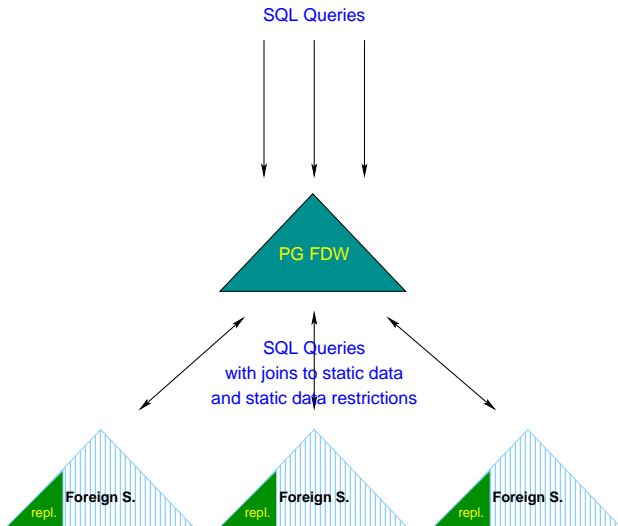 SQL Queries
PG FDW
SQL Queries
with joins to static data
and static data restrictions
Foreign S.
repl.
Foreign S.
repl.
Foreign S.
repl.